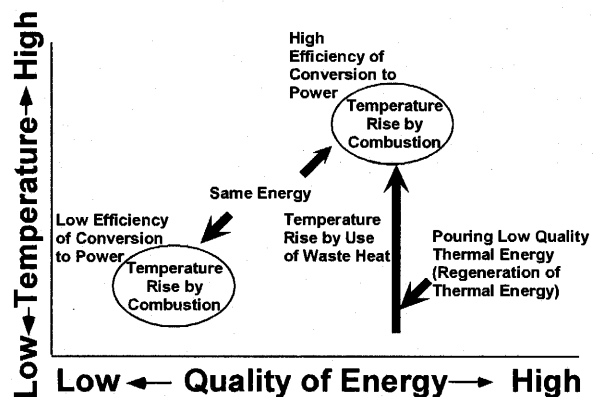 High
Efficiency of
Conversion to
Power
Temperature
Rise by
Combustion
Same Energy
Low Efficiency
of Conversion
to Power
Temperature
Rise by
Combustion
Temperature
Rise by Use
of Waste Heat
Pouring Low Quality
Thermal Energy
(Regeneration of
Thermal Energy)
Low Temperature High
Low Quality of Energy High